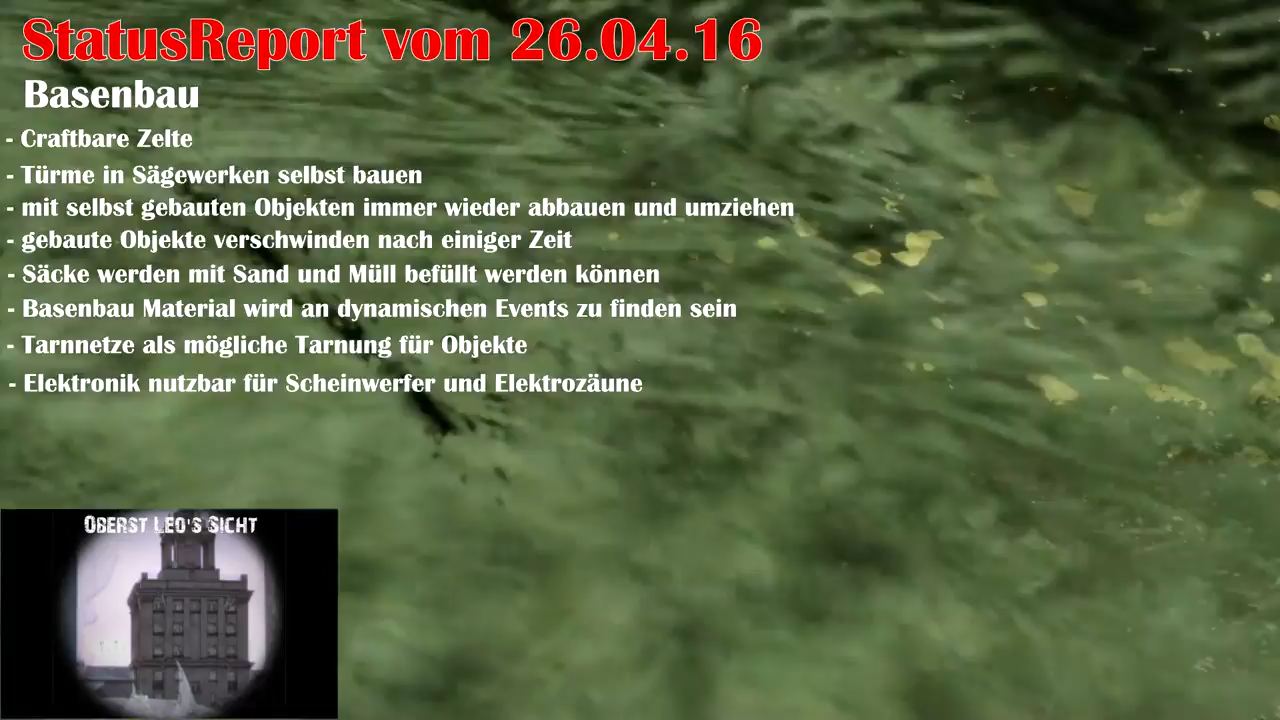 StatusReport vom 26.04.16
Basenbau
- Craftbare Zelte
- Türme in Sägewerken selbst bauen
- mit selbst gebauten Objekten immer wieder abbauen und umziehen
- gebaute Objekte verschwinden nach einiger Zeit
- Säcke werden mit Sand und Müll befüllt werden können
- Basenbau Material wird an dynamischen Events zu finden sein
- Tarnnetze als mögliche Tarnung für Objekte
- Elektronik nutzbar für Scheinwerfer und Elektrozäune
Oberst Leo's Sicht